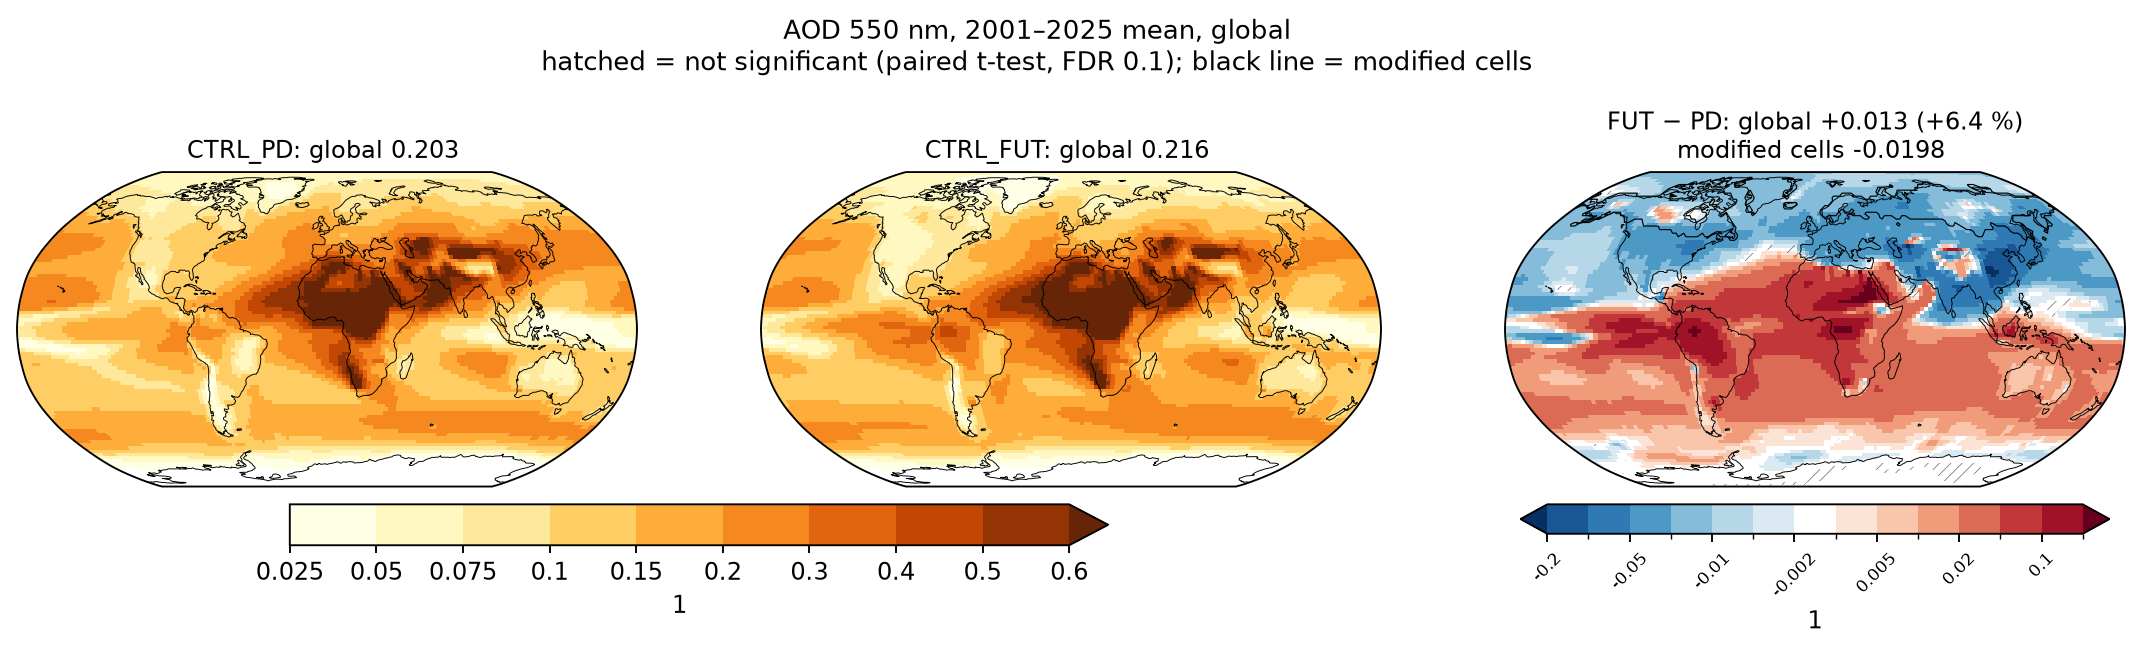 AOD 550 nm, 2001–2025 mean, global
hatched = not significant (paired t-test, FDR 0.1); black line = modified cells
CTRL_PD: global 0.203
CTRL_FUT: global 0.216
FUT − PD: global +0.013 (+6.4 %)
modified cells -0.0198
0.025 0.05 0.075 0.1 0.15 0.2 0.3 0.4 0.5 0.6
1
-0.2 -0.05 -0.01 -0.002 0.005 0.02 0.1
1